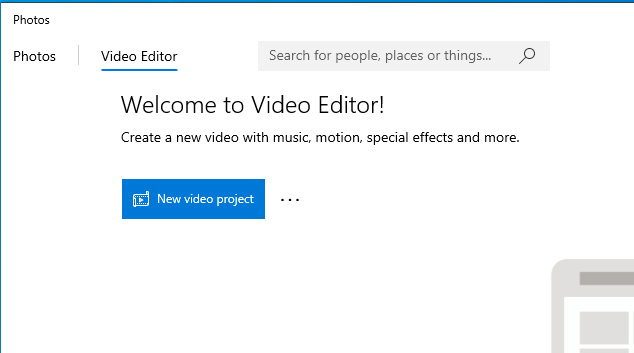 Photos
Photos
Video Editor
Search for people, places or things...
Welcome to Video Editor!
Create a new video with music, motion, special effects and more.
New video project
...